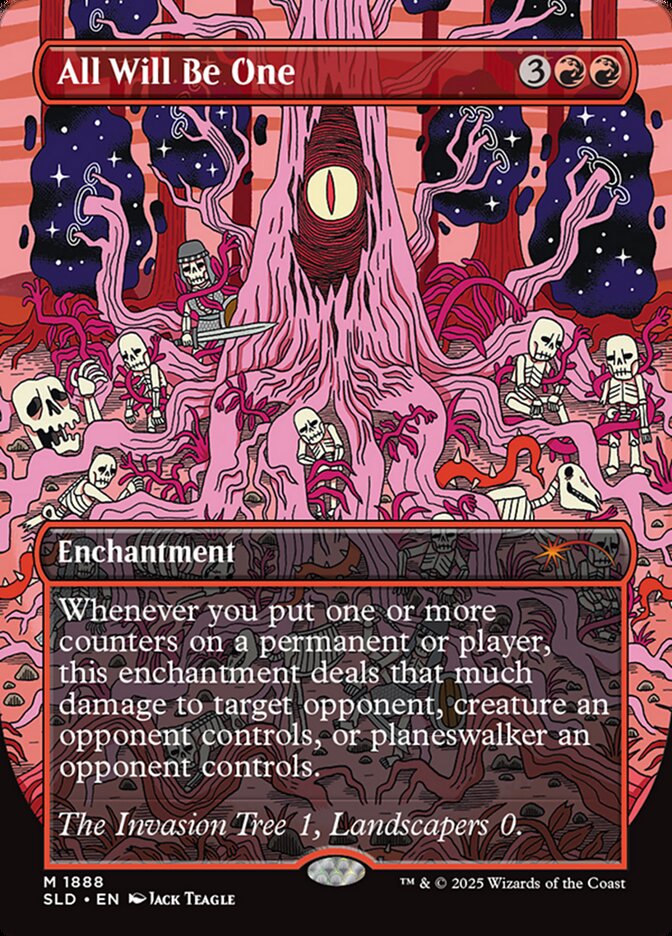 All Will Be One 3
Enchantment
Whenever you put one or more
counters on a permanent or player,
this enchantment deals that much
damage to target opponent, creature an
opponent controls, or planeswalker an
opponent controls.
The Invasion Tree 1, Landscapers 0.
M 1888
SLD • EN Jack Teagle
™ & © 2025 Wizards of the Coast